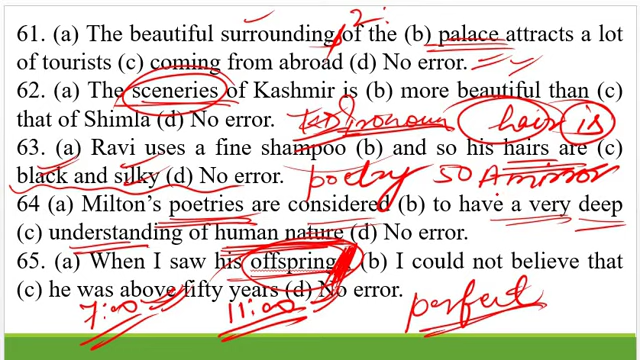 61. (a) The beautiful surrounding of the (b) palace attracts a lot
of tourists (c) coming from abroad (d) No error.
62. (a) The sceneries of Kashmir is (b) more beautiful than (c)
that of Shimla (d) No error.
hair is
63. (a) Ravi uses a fine shampoo (b) and so his hairs are (c)
black and silky (d) No error.
poetry
64 (a) Milton's poetries are considered (b) to have a very deep
(c) understanding of human nature (d) No error.
65. (a) When I saw his offspring (b) I could not believe that
(c) he was above fifty years (d) No error.
7:00 11:00 perfect